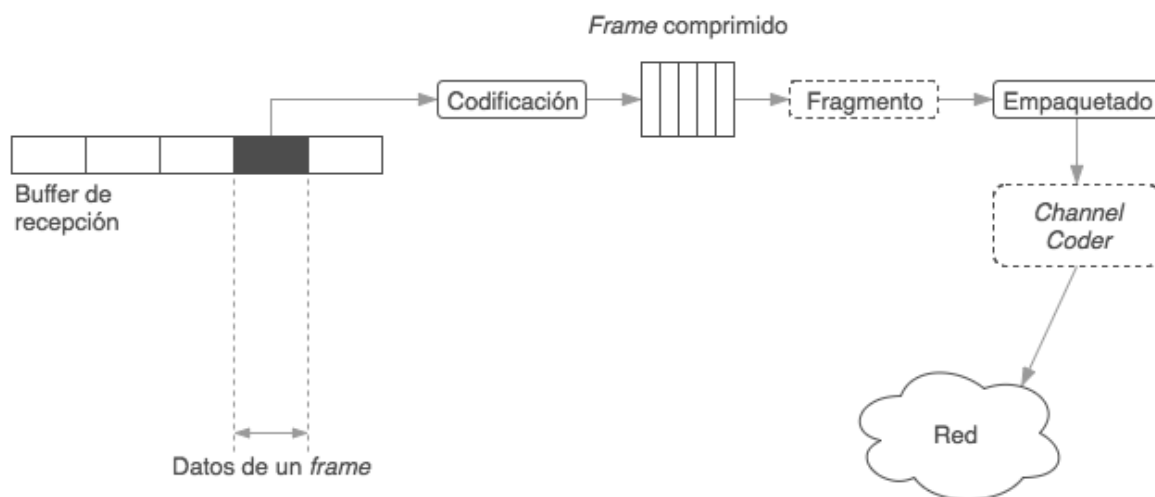 Frame comprimido
Codificación
Fragmento
Empaquetado
Buffer de
recepción
Channel
Coder
Red
Datos de un frame